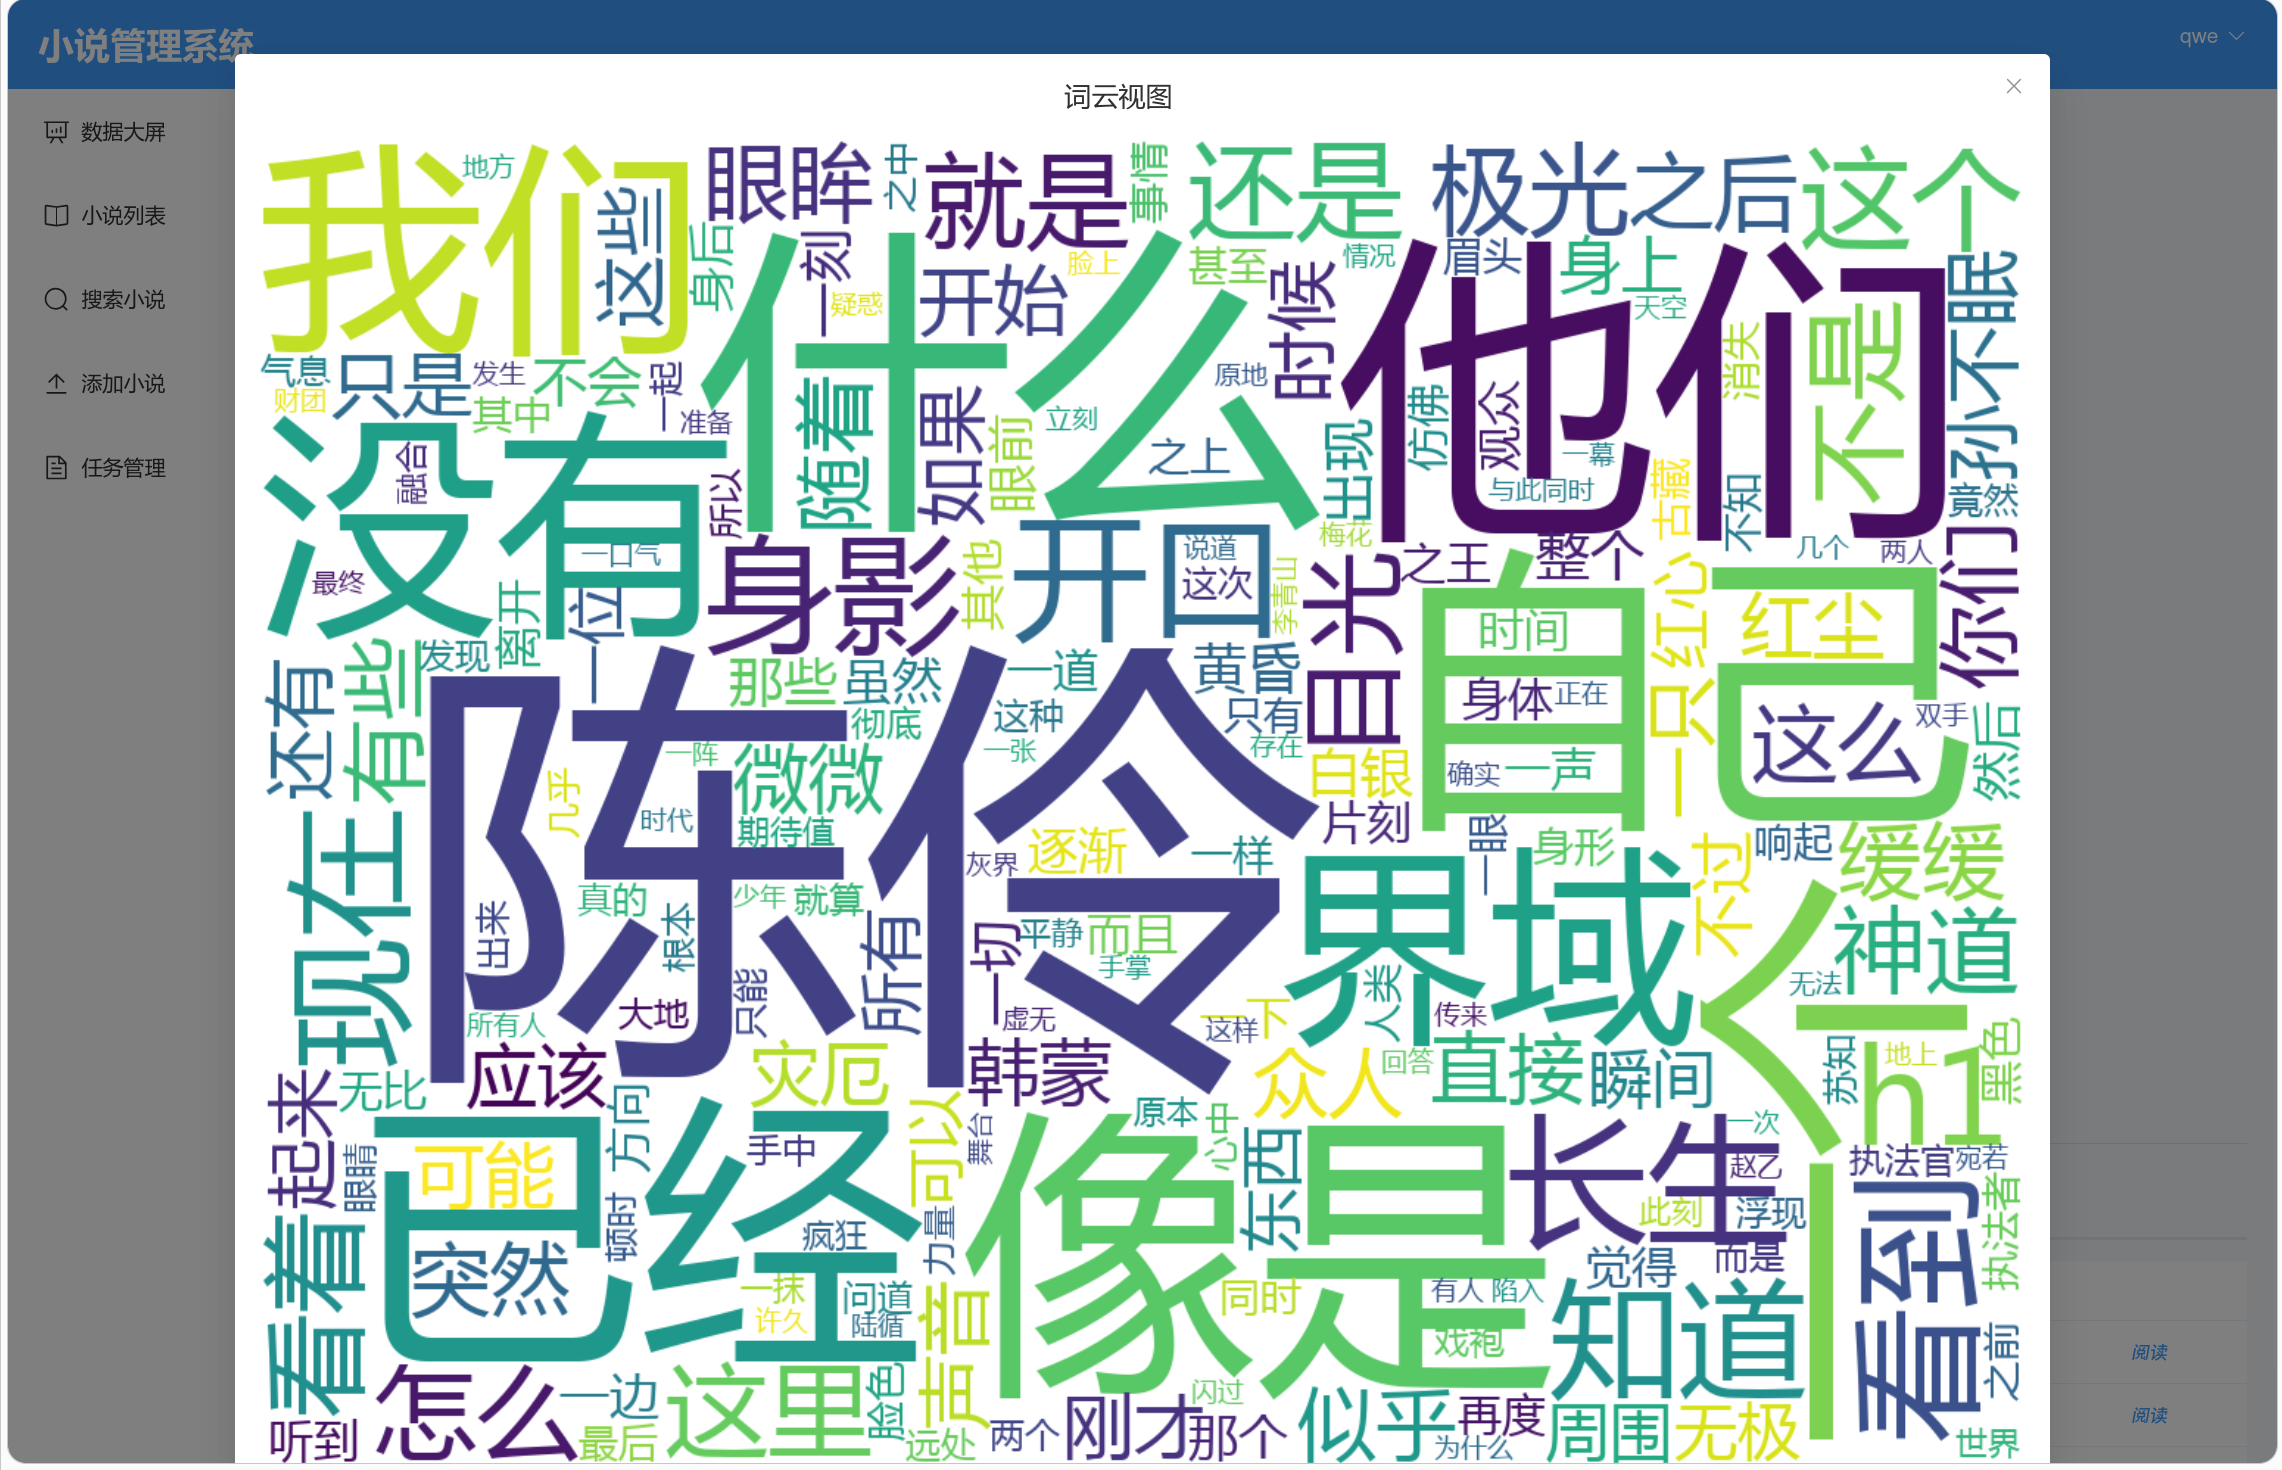 小说管理系统
qwe
数据大屏
小说列表
搜索小说
添加小说
任务管理
词云视图
我们
地方
这些
身后
眼眸
之中
就是
事情
还是
极光之后
这个
一刻
疑惑
开始
脸上
什么
甚至
时候
情况
眉头
身上
天空
他们
消失
不是
孙不眠
气息
财团
只是
发生
其中
不会
一起
准备
随着
如果
眼前
立刻
之上
原地
出现
仿佛
观众
一幕
与此同时
古藏
不知
竟然
没有
融合
所以
最终
一口气
离开
一位
身影
其他
开口
说道
这次
李青山
梅花
目光
之王
整个
红心
几个
两人
你们
自己
时间
红尘
还有
有些
发现
那些
虽然
一道
黄昏
身体
正在
一只
这么
双手
然后
陈伶
彻底
这种
一张
只有
存在
白银
确实
一声
片刻
一阵
微微
几乎
时代
期待值
现在
灰界
逐渐
一样
一眼
身形
不过
响起
缓缓
真的
少年
就算
出来
根本
只能
所有
一切
平静
而且
手掌
界域
人类
神道
无法
所有人
大地
虚无
一下
这样
传来
一个
h1
起来
无比
应该
方向
灾厄
韩蒙
众人
回答
直接
瞬间
苏知
地上
黑色
眼睛
已经
可能
手中
可以
舞台
原本
心中
东西
像是
长生
一次
赵乙
执法官
宛若
看着
突然
顿时
疯狂
力量
此刻
浮现
而是
看到
执法者
一抹
许久
问道
陆循
声音
同时
有人
陷入
觉得
知道
戏袍
之前
阅读
听到
怎么
一边
最后
这里
脸色
远处
两个
刚才
闪过
那个
似乎
再度
为什么
周围
无极
世界
阅读